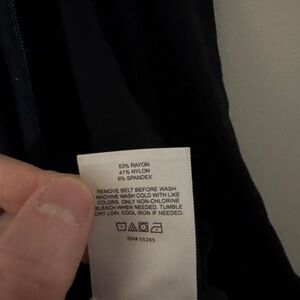 53% RAYON
41% NYLON
6% SPANDEX
REMOVE BELT BEFORE WASH.
MACHINE WASH COLD WITH LIKE
COLORS. ONLY NON-CHLORINE
BLEACH WHEN NEEDED. TUMBLE
DRY LOW, COOL IRON IF NEEDED.
RN# 55285